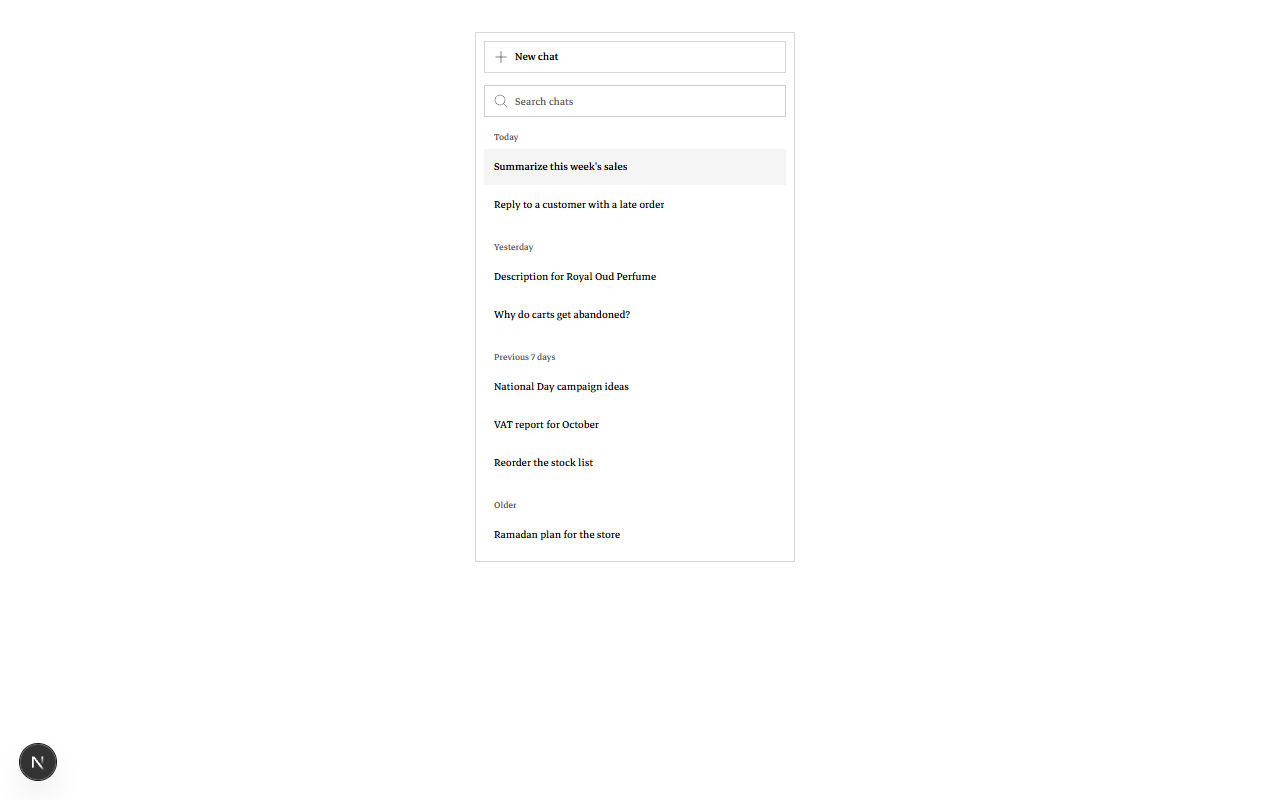 New chat
Search chats
Today
Summarize this week's sales
Reply to a customer with a late order
Yesterday
Description for Royal Oud Perfume
Why do carts get abandoned?
Previous 7 days
National Day campaign ideas
VAT report for October
Reorder the stock list
Older
Ramadan plan for the store
N